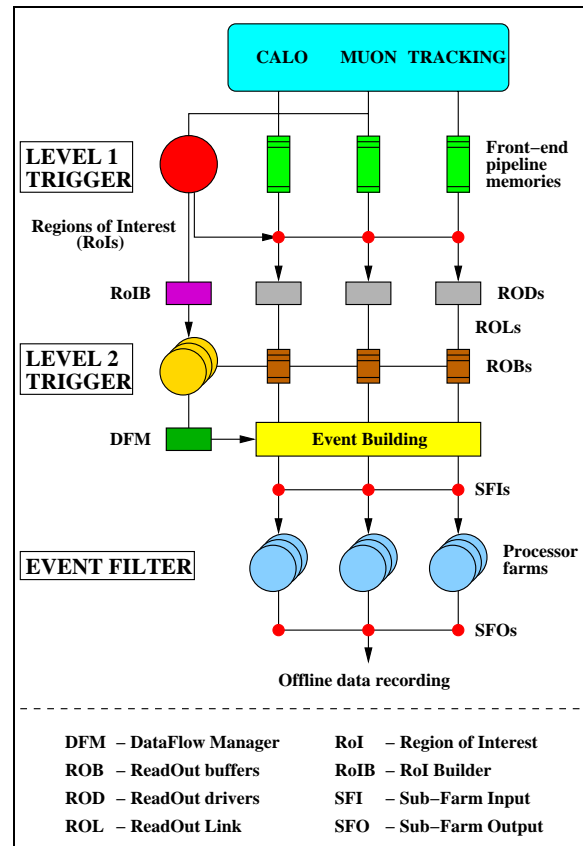 CALO MUON TRACKING
LEVEL 1
TRIGGER
Front−end
pipeline
memories
Regions of Interest
(RoIs)
RoIB
RODs
ROLs
LEVEL 2
TRIGGER
ROBs
DFM
Event Building
SFIs
EVENT FILTER
Processor
farms
SFOs
Offline data recording
DFM − DataFlow Manager
ROB − ReadOut buffers
ROD − ReadOut drivers
ROL − ReadOut Link
RoI − Region of Interest
RoIB − RoI Builder
SFI − Sub−Farm Input
SFO − Sub−Farm Output